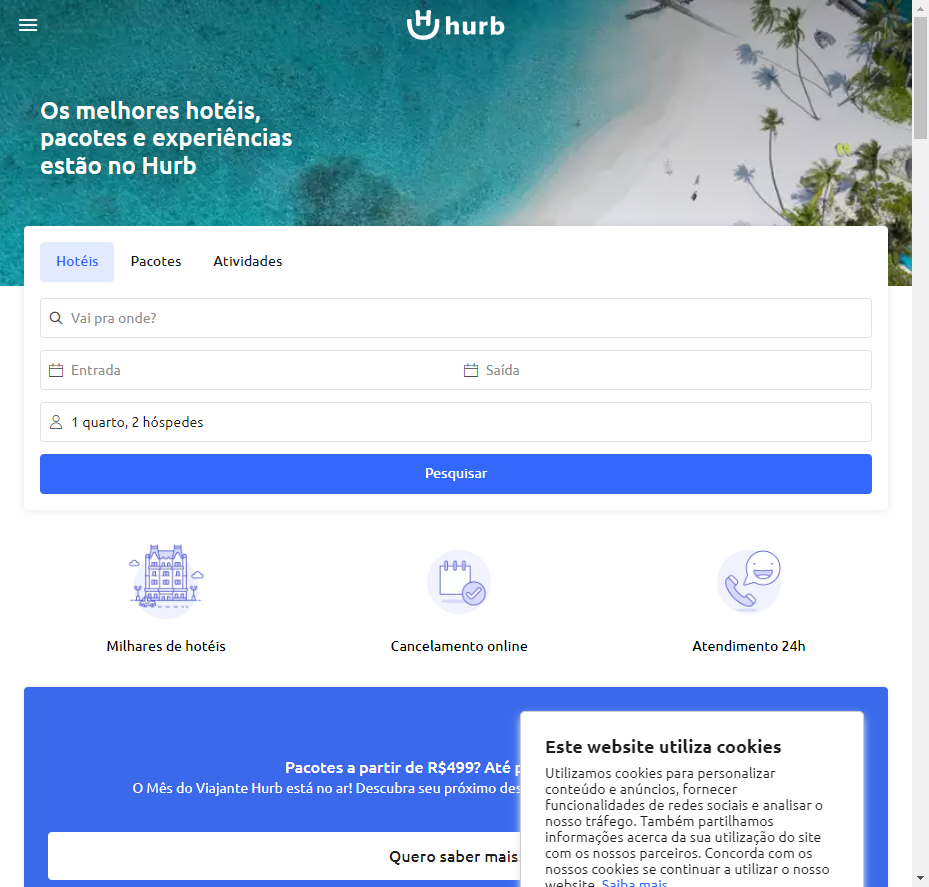 hurb
Os melhores hotéis,
pacotes e experiências
estão no Hurb
Hotéis Pacotes Atividades
Vai pra onde?
Entrada Saída
1 quarto, 2 hóspedes
Pesquisar
Milhares de hotéis Cancelamento online Atendimento 24h
Pacotes a partir de R$499? Até
O Mês do Viajante Hurb está no ar! Descubra seu próximo
Quero saber mais
Este website utiliza cookies
Utilizamos cookies para personalizar
conteúdo e anúncios, fornecer
funcionalidades de redes sociais e analisar o
nosso tráfego. Também partilhamos
informações acerca da sua utilização do site
com os nossos parceiros. Concorda com os
nossos cookies se continuar a utilizar o nosso
website. Saiba mais